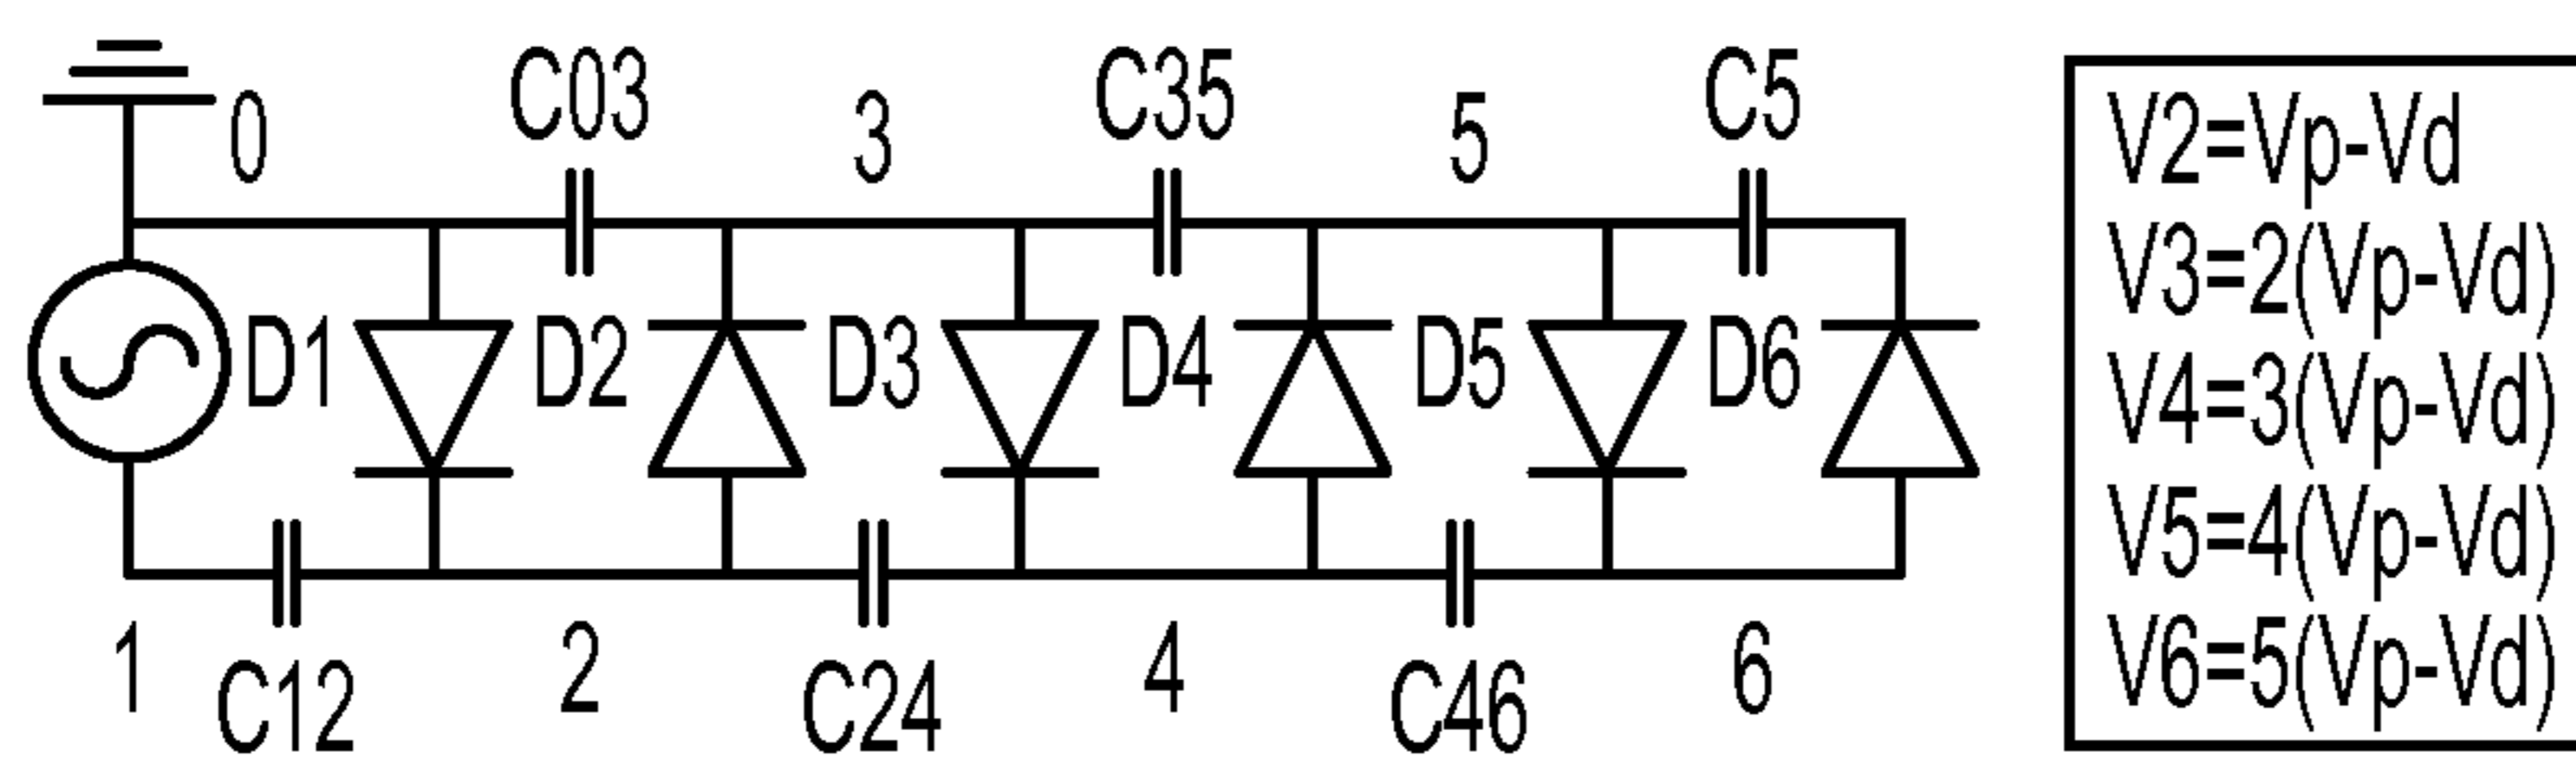 0
C03
3
C35
5
C5
D1
D2
D3
D4
D5
D6
1
C12
2
C24
4
C46
6
V2=Vp-Vd
V3=2(Vp-Vd)
V4=3(Vp-Vd)
V5=4(Vp-Vd)
V6=5(Vp-Vd)